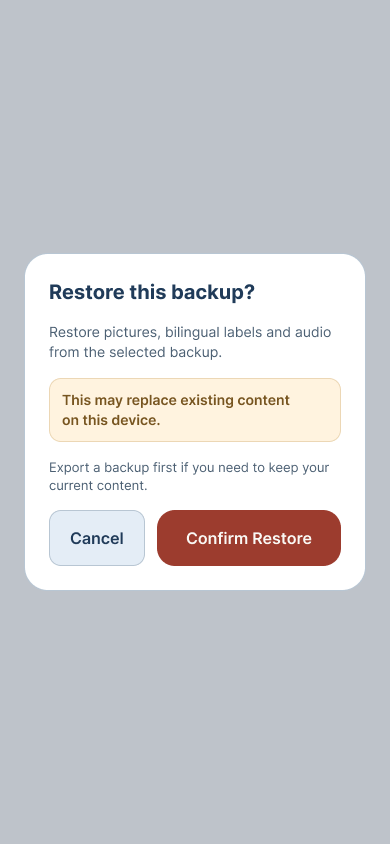 Restore this backup?
Restore pictures, bilingual labels and audio
from the selected backup.
This may replace existing content
on this device.
Export a backup first if you need to keep your
current content.
Cancel
Confirm Restore